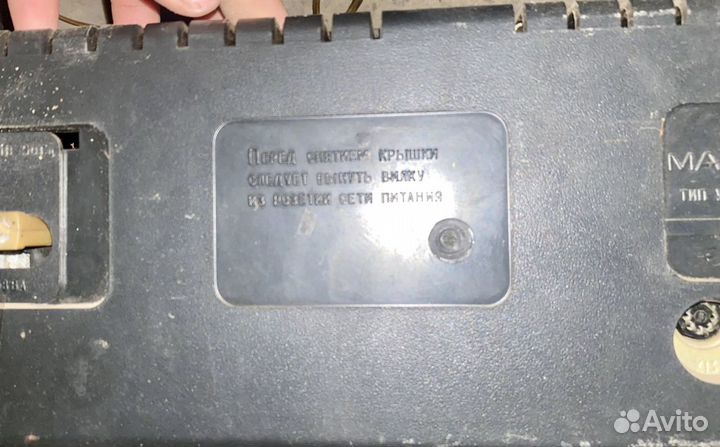 Перед снятием крышки
следует вынуть вилку
из розетки сети питания
МА
ТИП
Avito